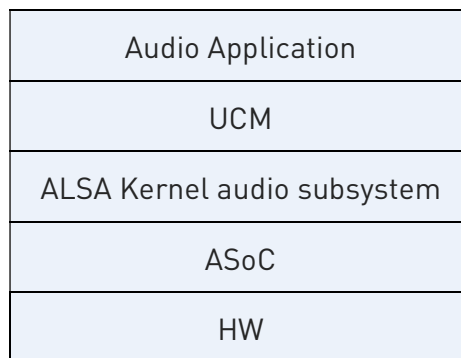 Audio Application
UCM
ALSA Kernel audio subsystem
ASoC
HW